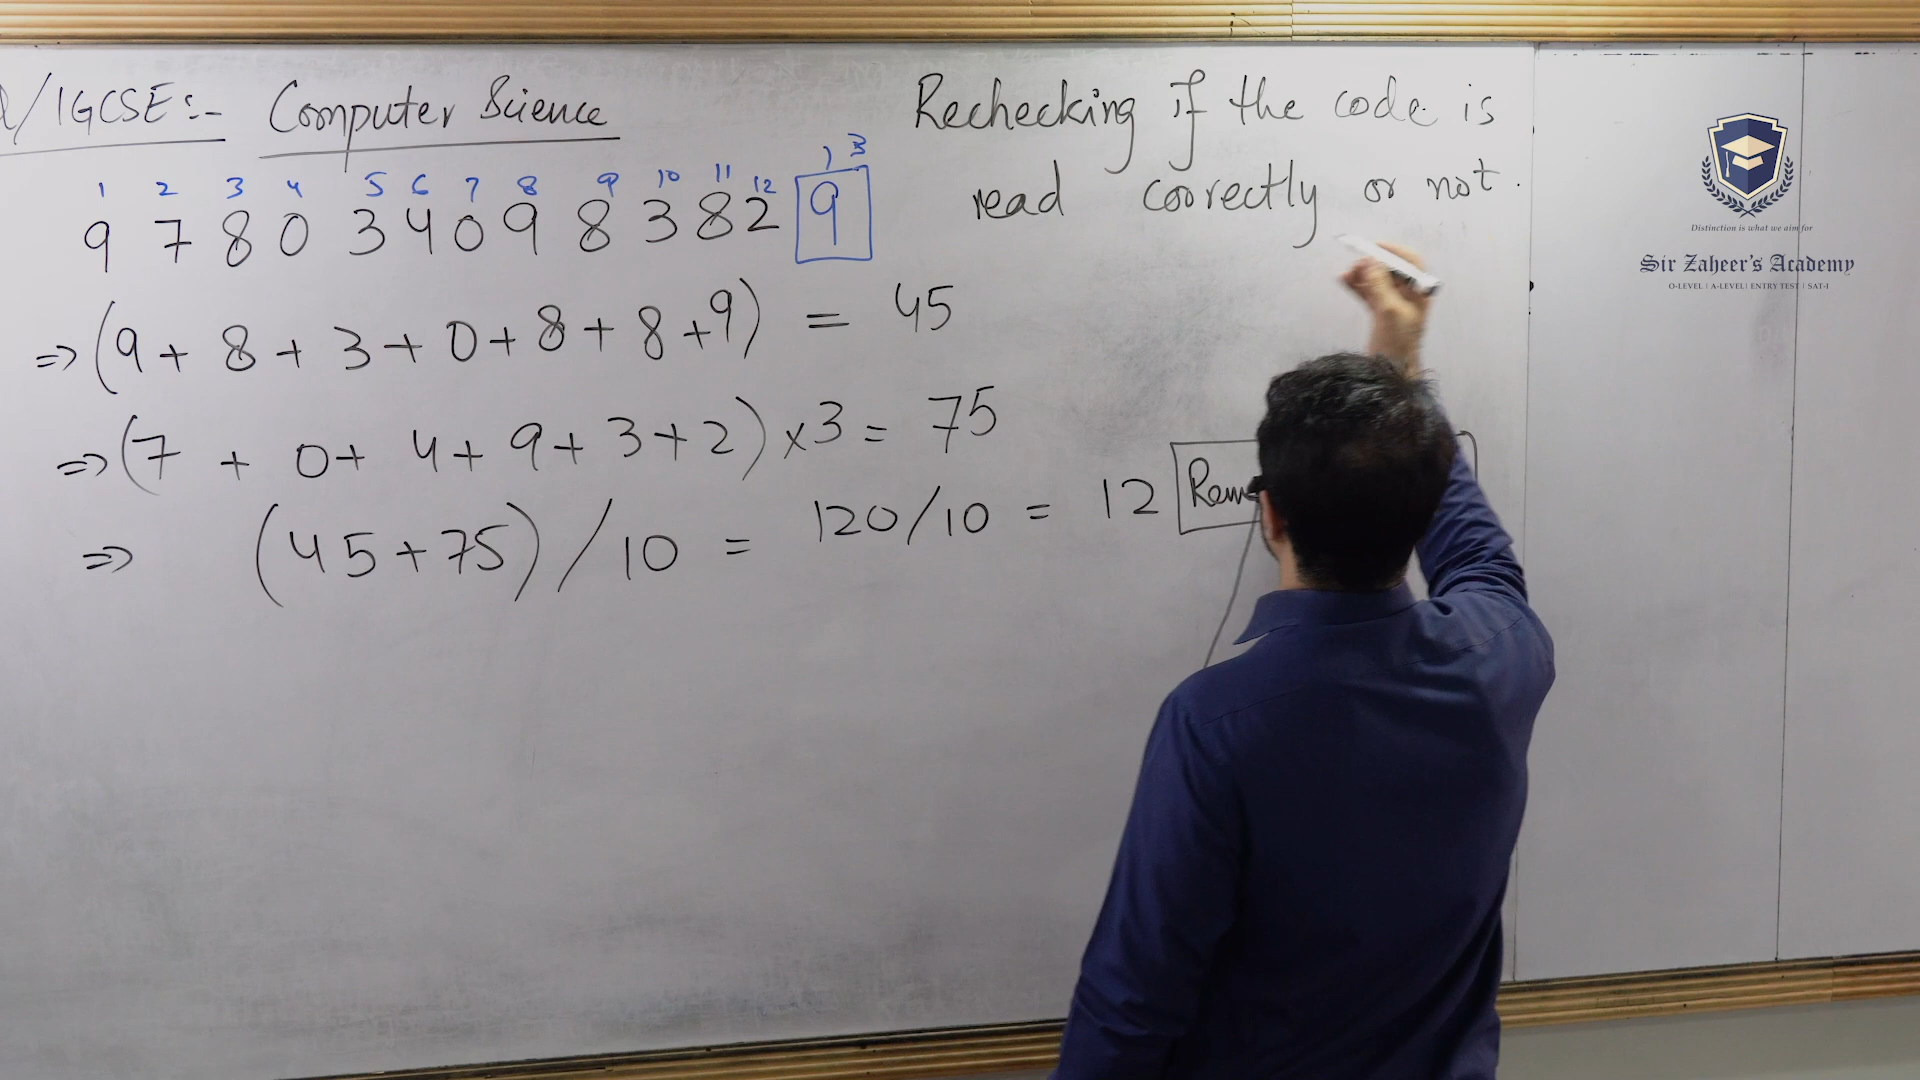 /IGCSE:- Computer Science
Rechecking if the code is
read correctly or not.
1 2 3 4 5 6 7 8 9 10 11 12 13
9 7 8 0 3 4 0 9 8 3 8 2 9
=> (9 + 8 + 3 + 0 + 8 + 8 + 9) = 45
=> (7 + 0 + 4 + 9 + 3 + 2) x 3 = 75
=> (45 + 75) / 10 = 120/10 = 12
Distinction is what we aim for
Sir Zaheer's Academy
O-LEVEL | A-LEVEL | ENTRY TEST | SAT-I